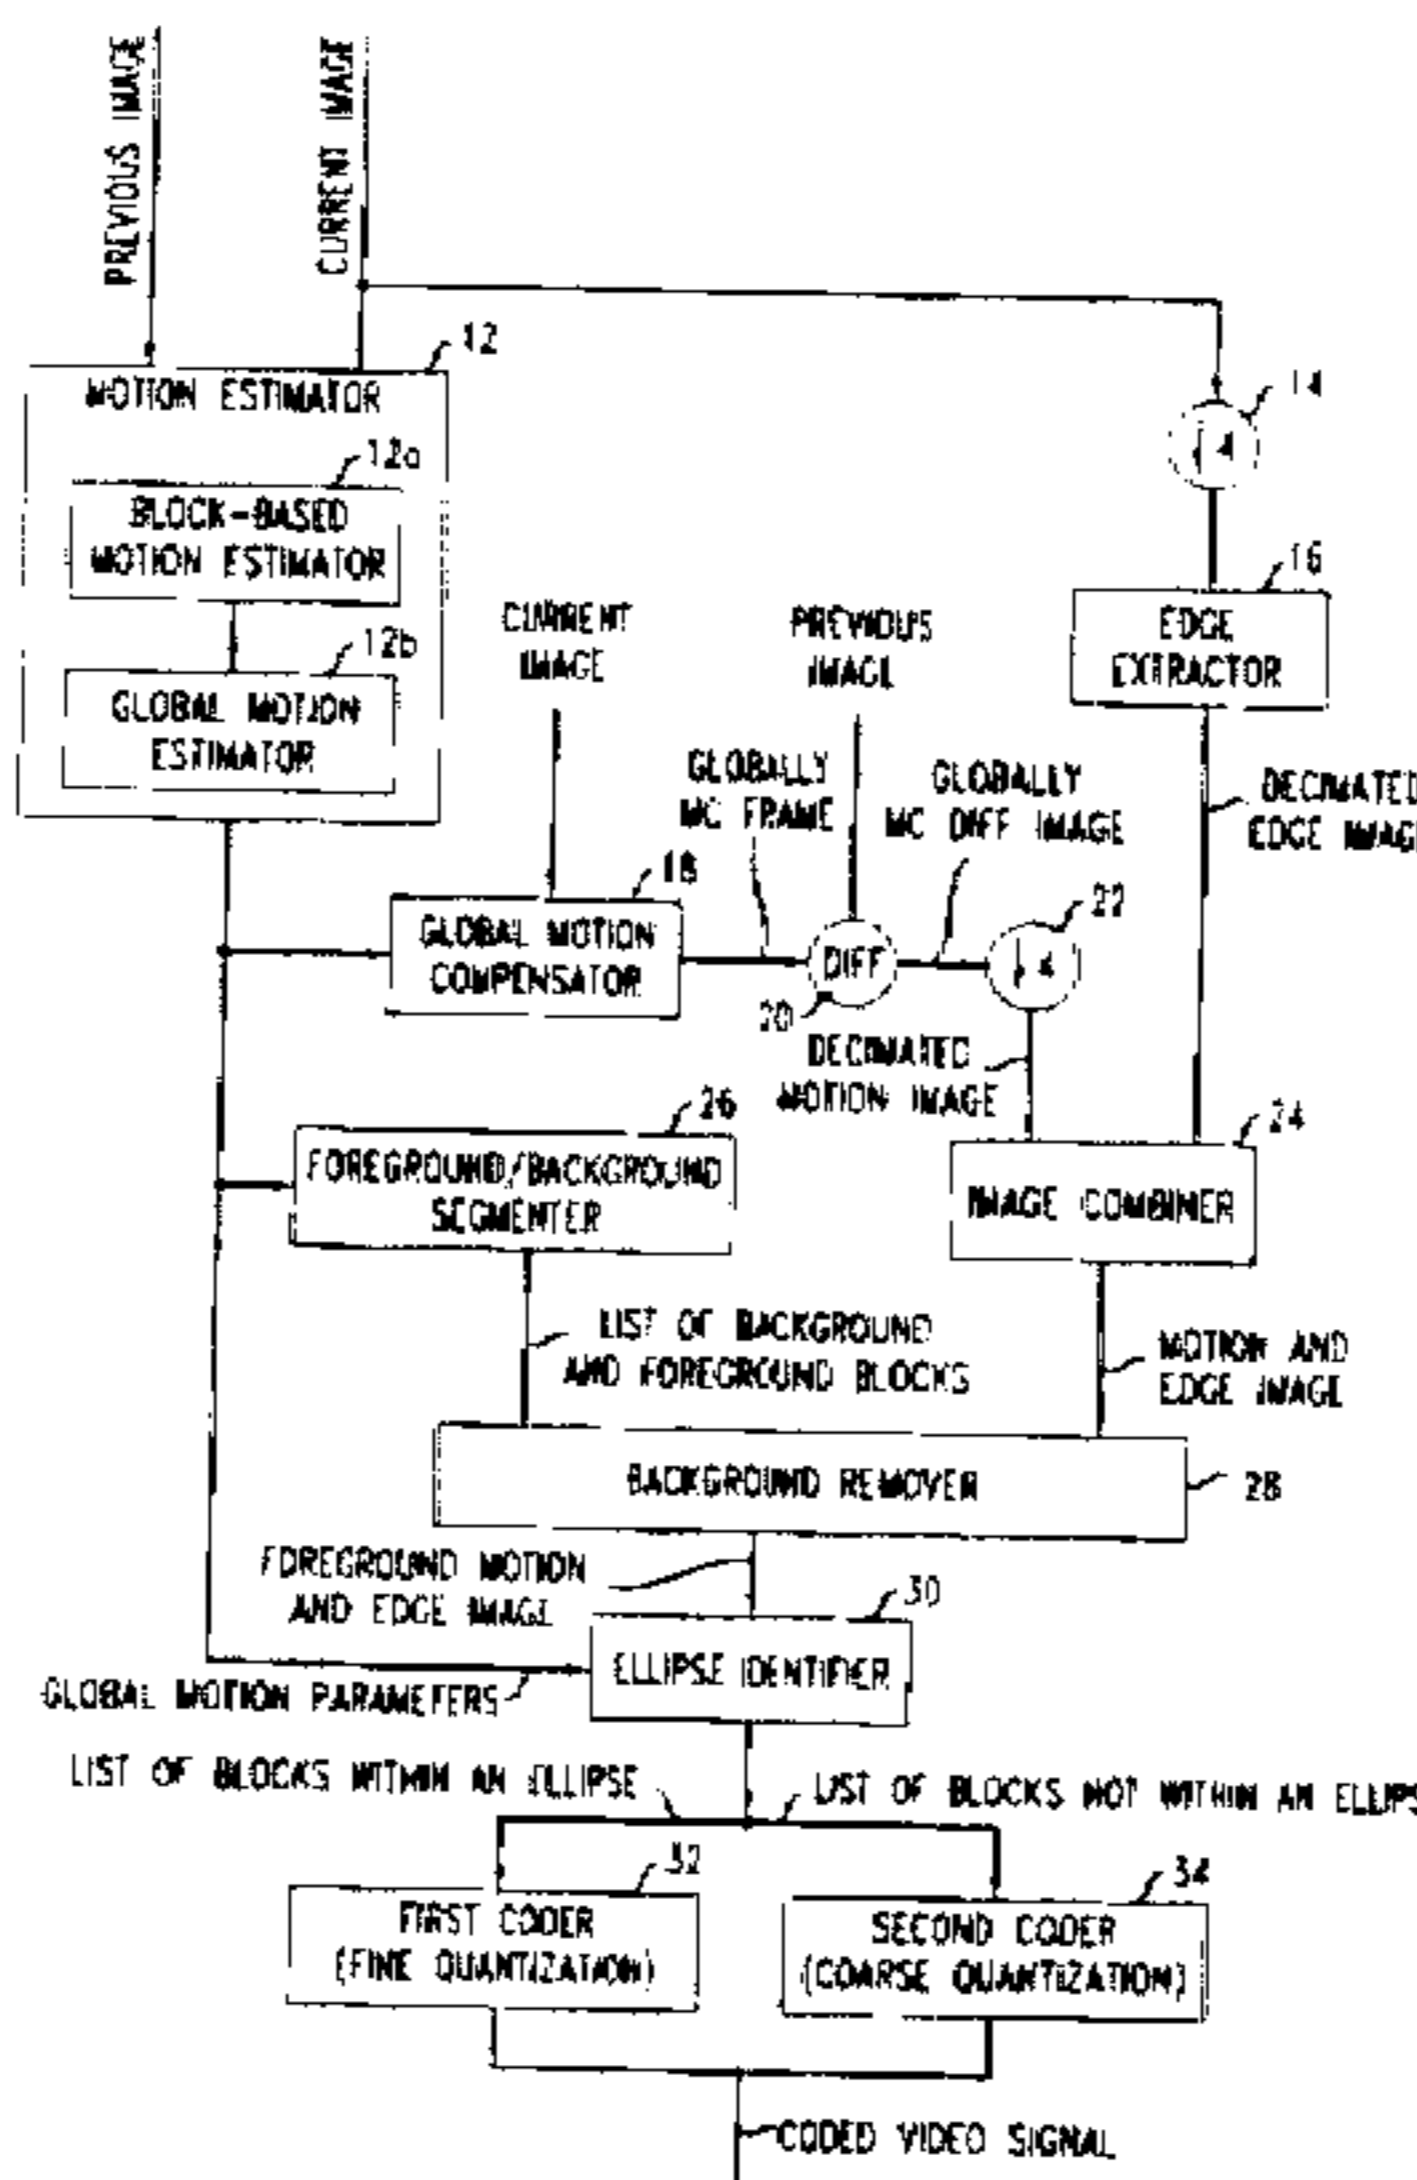 PREVIOUS IMAGE
CURRENT IMAGE
12
MOTION ESTIMATOR
14
↓4
12a
BLOCK-BASED
MOTION ESTIMATOR
16
EDGE
EXTRACTOR
12b
GLOBAL MOTION
ESTIMATOR
CURRENT
IMAGE
PREVIOUS
IMAGE
GLOBALLY
MC FRAME
GLOBALLY
MC DIFF IMAGE
DECIMATED
EDGE IMAGE
18
GLOBAL MOTION
COMPENSATOR
DIFF
20
22
↓4
DECIMATED
MOTION IMAGE
26
FOREGROUND/BACKGROUND
SEGMENTER
24
IMAGE COMBINER
LIST OF BACKGROUND
AND FOREGROUND BLOCKS
MOTION AND
EDGE IMAGE
BACKGROUND REMOVER
28
FOREGROUND MOTION
AND EDGE IMAGE
30
ELLIPSE IDENTIFIER
GLOBAL MOTION PARAMETERS
LIST OF BLOCKS WITHIN AN ELLIPSE
LIST OF BLOCKS NOT WITHIN AN ELLIPS
32
FIRST CODER
(FINE QUANTIZATION)
34
SECOND CODER
(COARSE QUANTIZATION)
CODED VIDEO SIGNAL